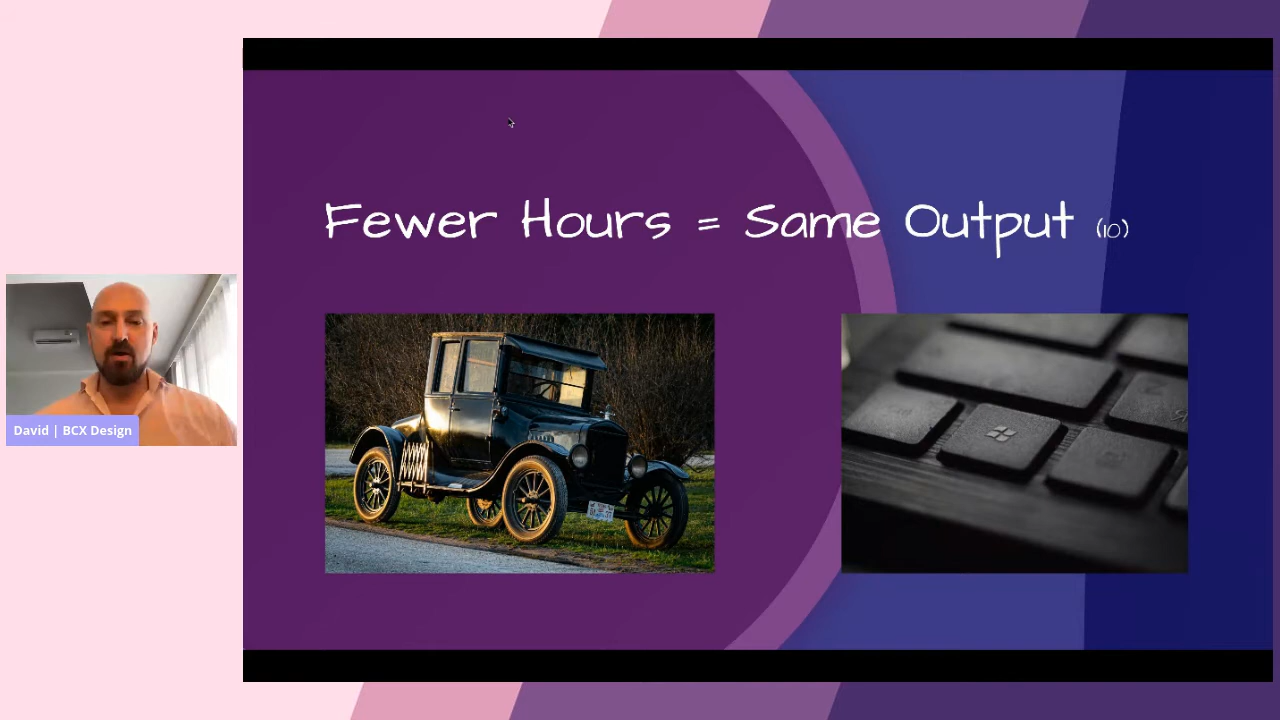 Fewer Hours = Same Output (10)
David | BCX Design